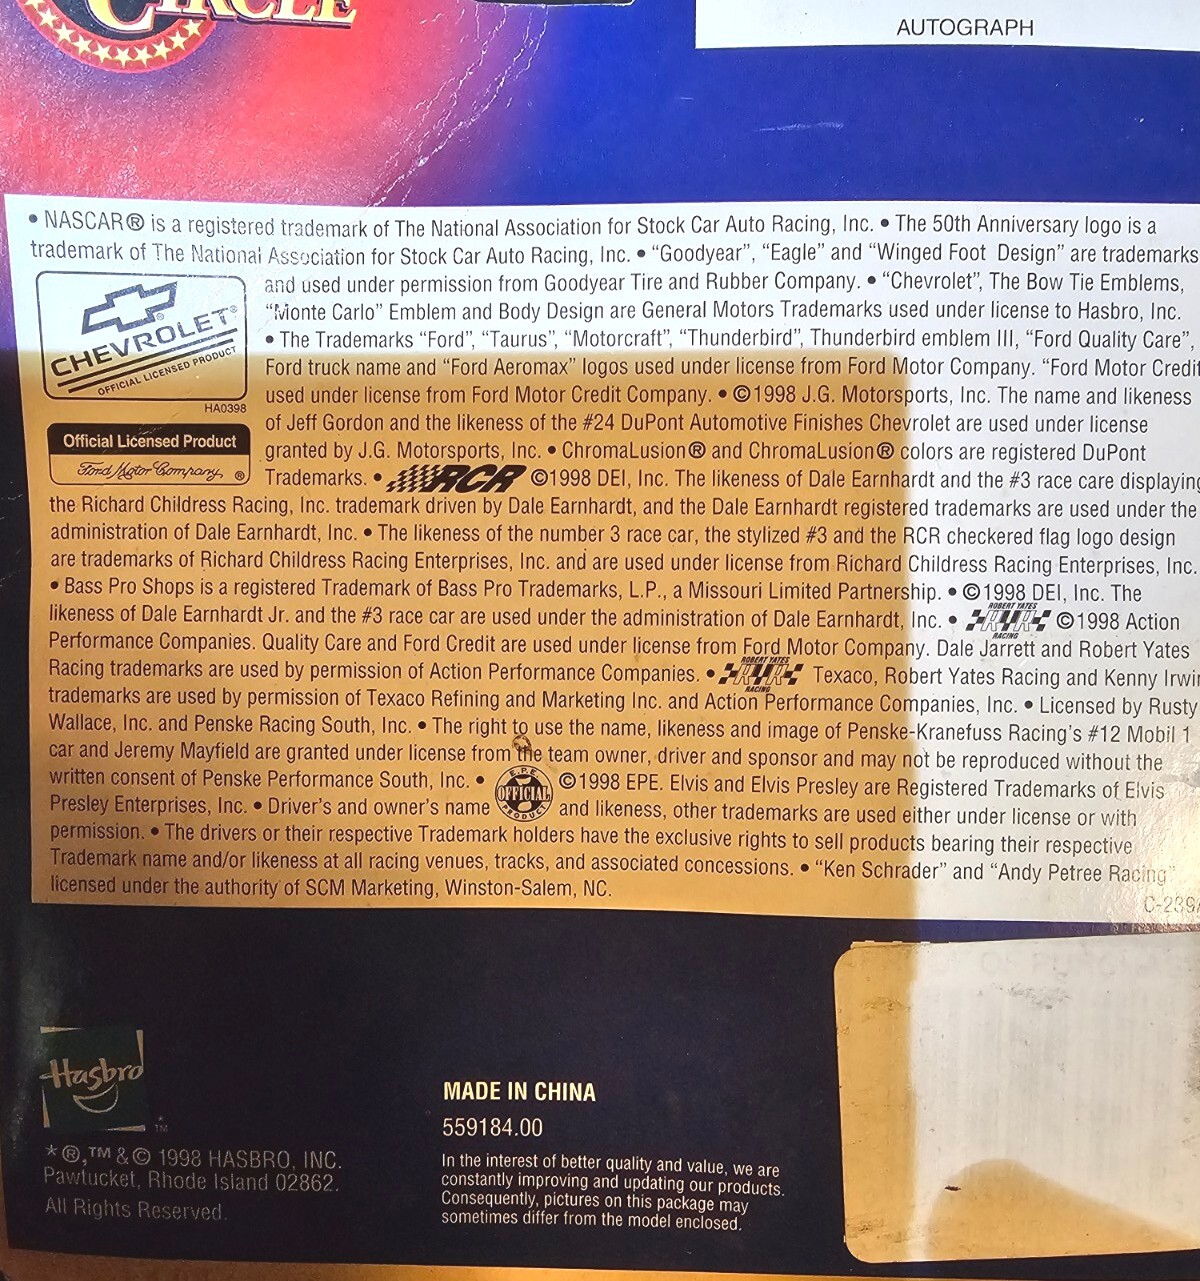 CIRCLE
AUTOGRAPH
• NASCAR® is a registered trademark of The National Association for Stock Car Auto Racing, Inc. • The 50th Anniversary logo is a
trademark of The National Association for Stock Car Auto Racing, Inc. • “Goodyear”, “Eagle” and “Winged Foot Design” are trademarks
and used under permission from Goodyear Tire and Rubber Company. • “Chevrolet”, The Bow Tie Emblems,
“Monte Carlo” Emblem and Body Design are General Motors Trademarks used under license to Hasbro, Inc.
• The Trademarks “Ford”, “Taurus”, “Motorcraft”, “Thunderbird”, Thunderbird emblem III, “Ford Quality Care”,
Ford truck name and “Ford Aeromax” logos used under license from Ford Motor Company. “Ford Motor Credit
used under license from Ford Motor Credit Company. • ©1998 J.G. Motorsports, Inc. The name and likeness
of Jeff Gordon and the likeness of the #24 DuPont Automotive Finishes Chevrolet are used under license
granted by J.G. Motorsports, Inc. • ChromaLusion® and ChromaLusion® colors are registered DuPont
CHEVROLET®
OFFICIAL LICENSED PRODUCT
HA0398
Official Licensed Product
Ford Motor Company ®
Trademarks. • RCR ©1998 DEI, Inc. The likeness of Dale Earnhardt and the #3 race care displaying
the Richard Childress Racing, Inc. trademark driven by Dale Earnhardt, and the Dale Earnhardt registered trademarks are used under the
administration of Dale Earnhardt, Inc. • The likeness of the number 3 race car, the stylized #3 and the RCR checkered flag logo design
are trademarks of Richard Childress Racing Enterprises, Inc. and are used under license from Richard Childress Racing Enterprises, Inc.
• Bass Pro Shops is a registered Trademark of Bass Pro Trademarks, L.P., a Missouri Limited Partnership. • ©1998 DEI, Inc. The
likeness of Dale Earnhardt Jr. and the #3 race car are used under the administration of Dale Earnhardt, Inc. • ROBERT YATES RYR RACING ©1998 Action
Performance Companies. Quality Care and Ford Credit are used under license from Ford Motor Company. Dale Jarrett and Robert Yates
Racing trademarks are used by permission of Action Performance Companies. • ROBERT YATES RYR RACING Texaco, Robert Yates Racing and Kenny Irwin
trademarks are used by permission of Texaco Refining and Marketing Inc. and Action Performance Companies, Inc. • Licensed by Rusty
Wallace, Inc. and Penske Racing South, Inc. • The right to use the name, likeness and image of Penske-Kranefuss Racing’s #12 Mobil 1
car and Jeremy Mayfield are granted under license from the team owner, driver and sponsor and may not be reproduced without the
written consent of Penske Performance South, Inc. • E.P.E. OFFICIAL PRODUCT ©1998 EPE. Elvis and Elvis Presley are Registered Trademarks of Elvis
Presley Enterprises, Inc. • Driver’s and owner’s name and likeness, other trademarks are used either under license or with
permission. • The drivers or their respective Trademark holders have the exclusive rights to sell products bearing their respective
Trademark name and/or likeness at all racing venues, tracks, and associated concessions. • “Ken Schrader” and “Andy Petree Racing”
licensed under the authority of SCM Marketing, Winston-Salem, NC.
C-239A
Hasbro
*™
*®,™ & © 1998 HASBRO, INC.
Pawtucket, Rhode Island 02862.
All Rights Reserved.
MADE IN CHINA
559184.00
In the interest of better quality and value, we are
constantly improving and updating our products.
Consequently, pictures on this package may
sometimes differ from the model enclosed.